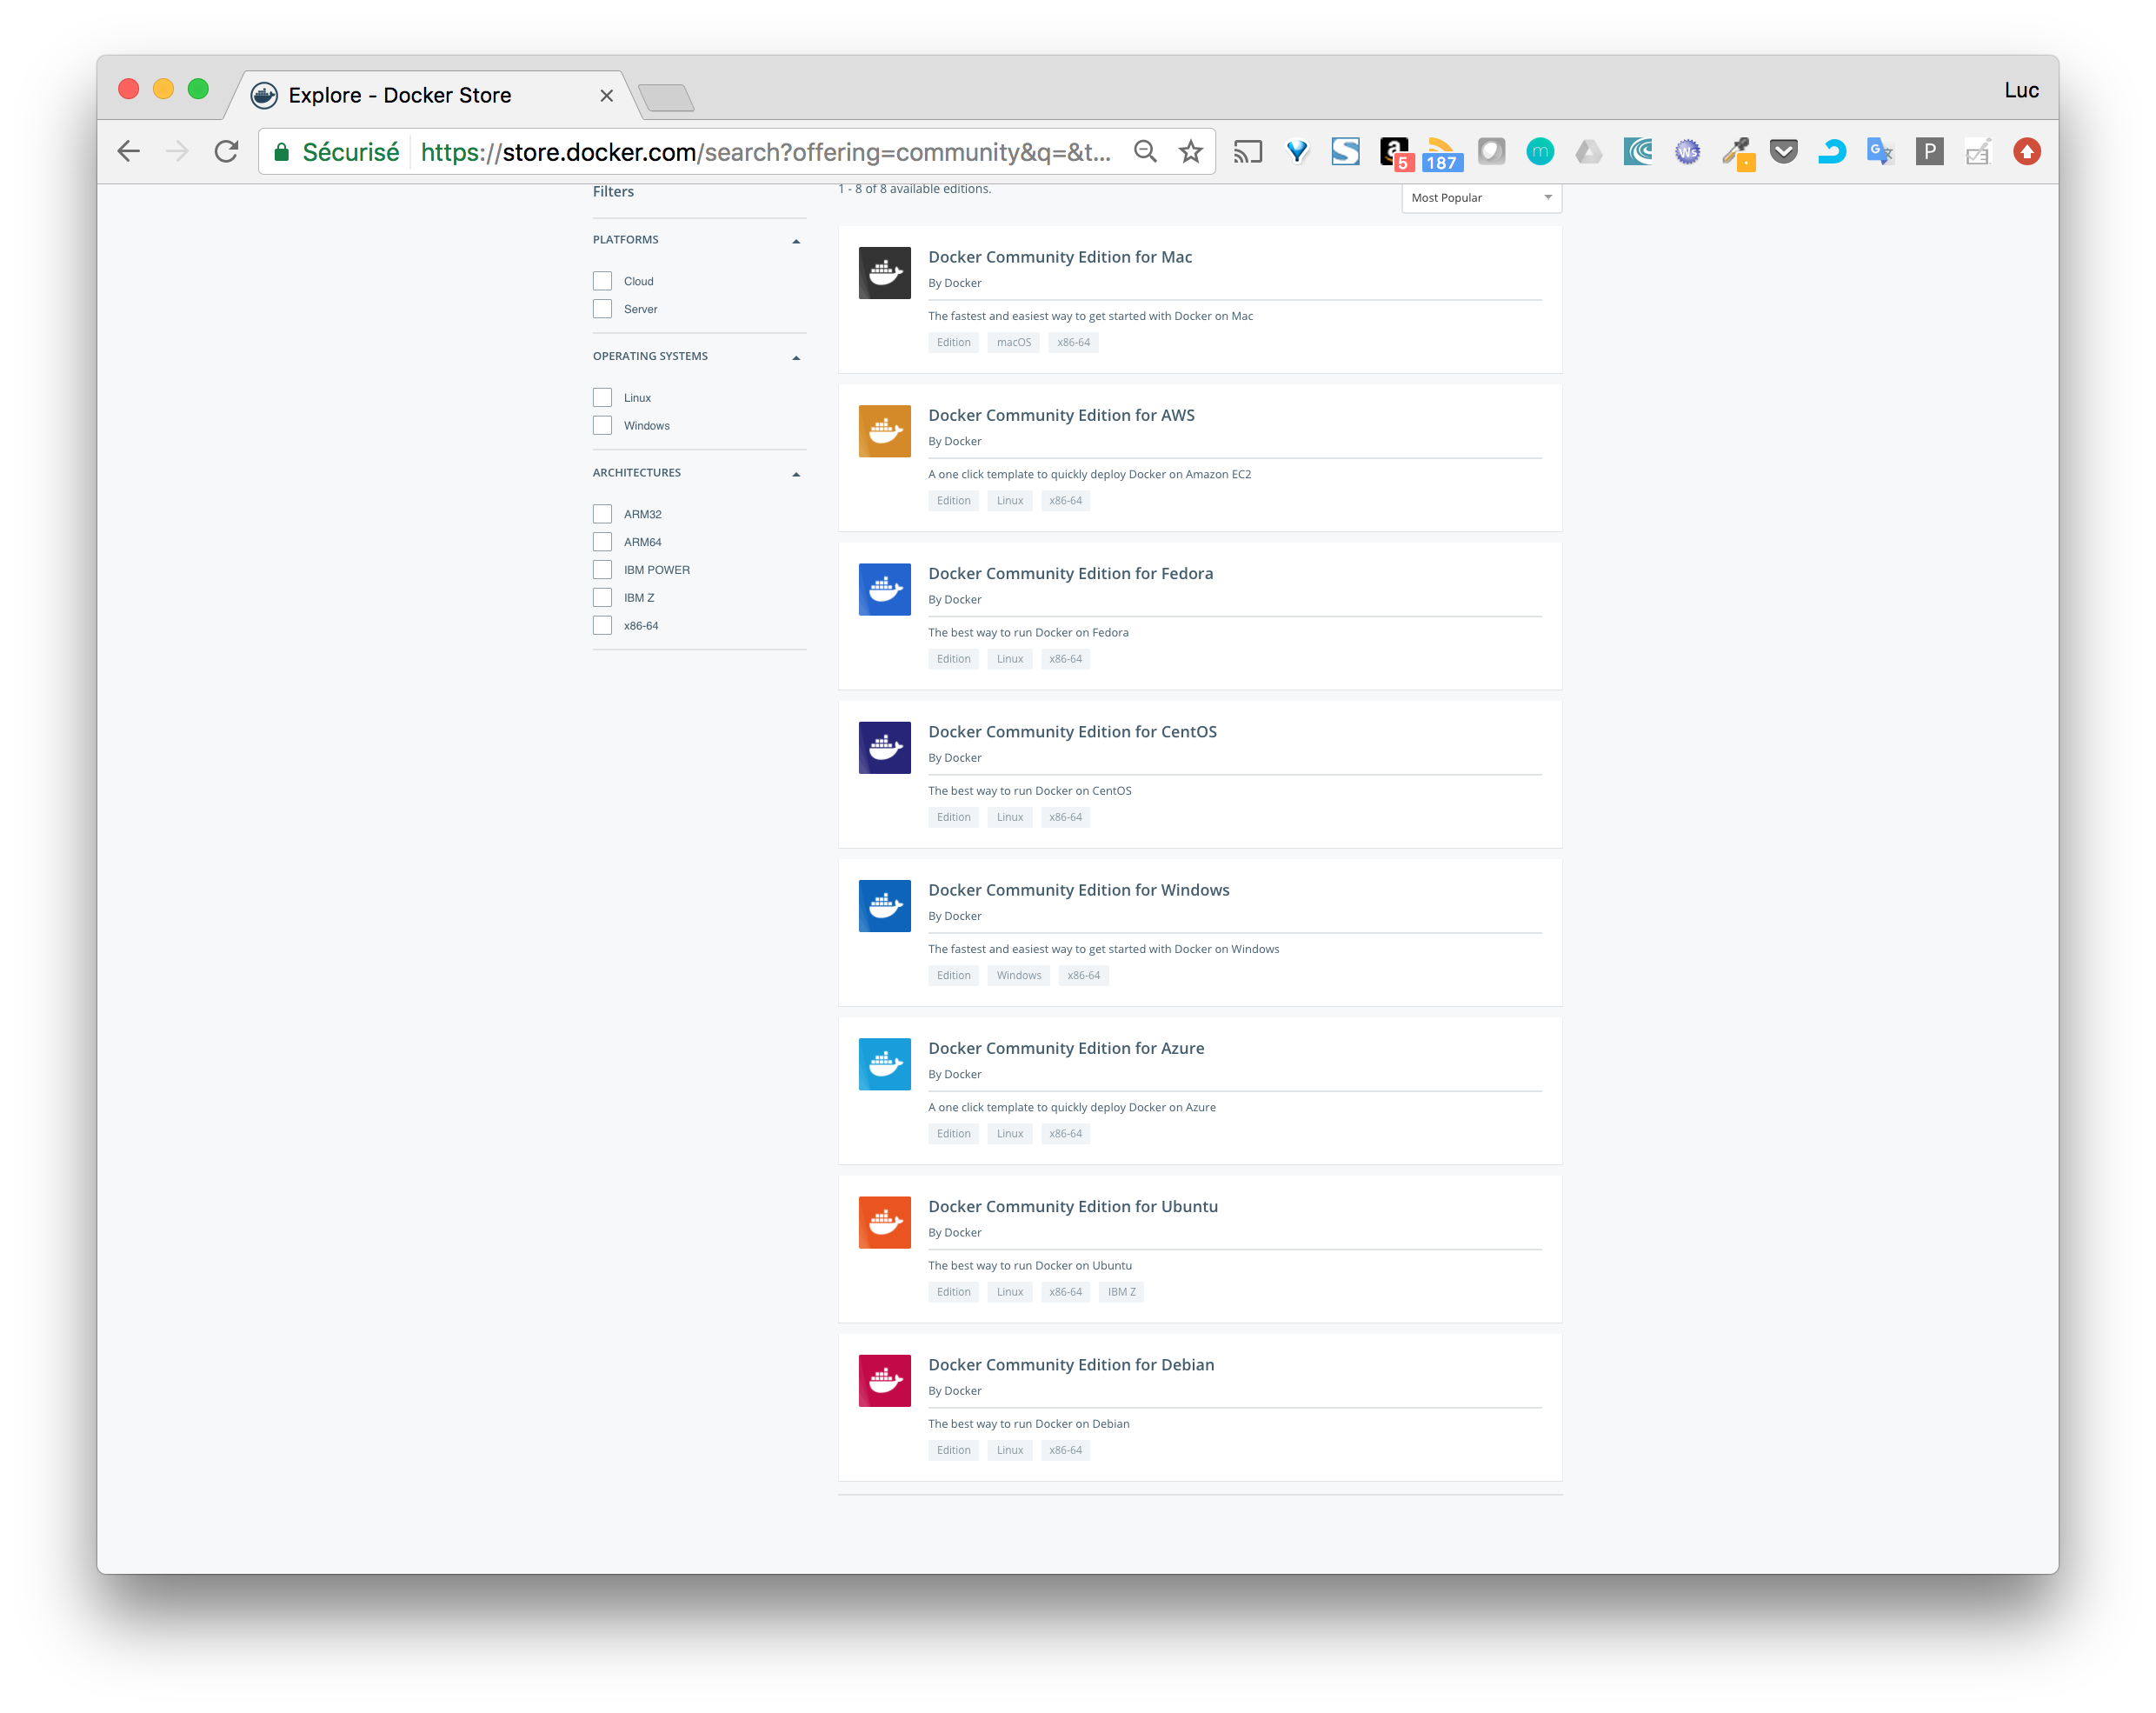 Explore - Docker Store
Luc
Sécurisé
https://store.docker.com/search?offering=community&q=&t...
5
187
m
Ws
G
P
Filters
1 - 8 of 8 available editions.
Most Popular
PLATFORMS
Cloud
Server
OPERATING SYSTEMS
Linux
Windows
ARCHITECTURES
ARM32
ARM64
IBM POWER
IBM Z
x86-64
Docker Community Edition for Mac
By Docker
The fastest and easiest way to get started with Docker on Mac
Edition macOS x86-64
Docker Community Edition for AWS
By Docker
A one click template to quickly deploy Docker on Amazon EC2
Edition Linux x86-64
Docker Community Edition for Fedora
By Docker
The best way to run Docker on Fedora
Edition Linux x86-64
Docker Community Edition for CentOS
By Docker
The best way to run Docker on CentOS
Edition Linux x86-64
Docker Community Edition for Windows
By Docker
The fastest and easiest way to get started with Docker on Windows
Edition Windows x86-64
Docker Community Edition for Azure
By Docker
A one click template to quickly deploy Docker on Azure
Edition Linux x86-64
Docker Community Edition for Ubuntu
By Docker
The best way to run Docker on Ubuntu
Edition Linux x86-64 IBM Z
Docker Community Edition for Debian
By Docker
The best way to run Docker on Debian
Edition Linux x86-64